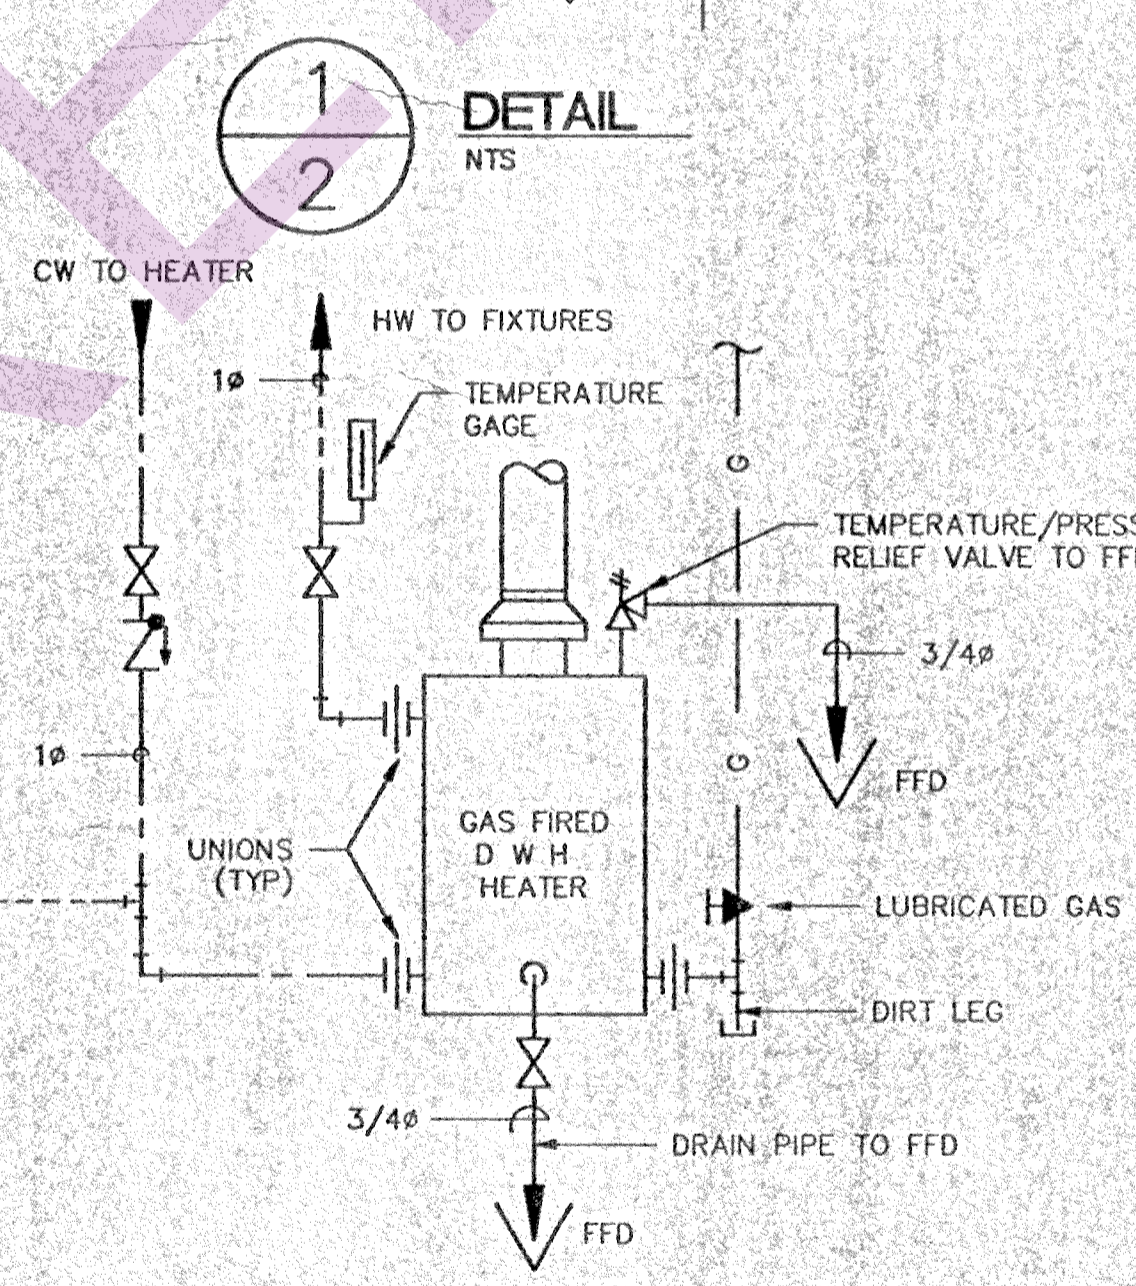 1
2
DETAIL
NTS
CW TO HEATER
HW TO FIXTURES
1ø
TEMPERATURE
GAGE
G
TEMPERATURE/PRESS
RELIEF VALVE TO FF
3/4ø
1ø
G
FFD
GAS FIRED
D W H
HEATER
UNIONS
(TYP)
LUBRICATED GAS
DIRT LEG
3/4ø
DRAIN PIPE TO FFD
FFD